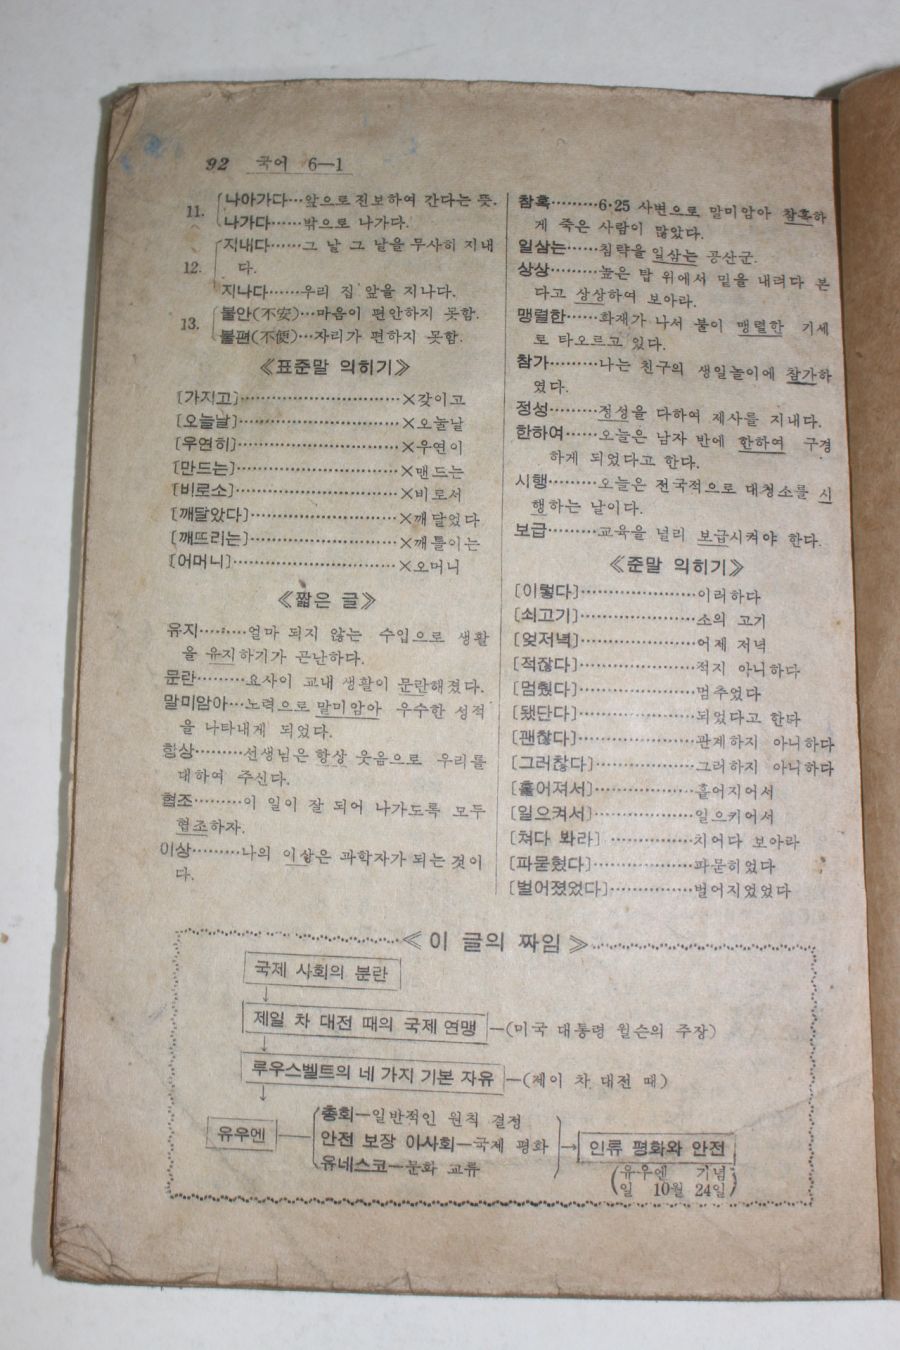 92 국어 6—1
11. 나아가다…앞으로 전보하여 간다는 뜻.
나가다……밖으로 나가다.
12. 지내다……그 날 그 날을 무사히 지내
다.
지나다……우리 집 앞을 지나다.
13. 불안(不安)…마음이 편안하지 못함.
불편(不便)…자리가 편하지 못함.
≪표준말 익히기≫
[가지고]……………×갖이고
[오늘날]……………×오눌날
[우연히]……………×우연이
[만드는]……………×맨드는
[비로소]……………×비로서
[깨달았다]……………×깨달었다
[깨뜨리는]……………×깨틀이는
[어머니]……………×오머니
≪짧은 글≫
유지………얼마 되지 않는 수입으로 생활
을 유지하기가 곤난하다.
문란………요사이 교내 생활이 문란해졌다.
말미암아…노력으로 말미암아 우수한 성적
을 나타내게 되었다.
항상………선생님은 항상 웃음으로 우리를
대하여 주신다.
협조………이 일이 잘 되어 나가도록 모두
협조하자.
이상………나의 이상은 과학자가 되는 것이
다.
참혹………6·25 사변으로 말미암아 참혹하
게 죽은 사람이 많았다.
일삼는……침략을 일삼는 공산군.
상상………높은 탑 위에서 밑을 내려다 본
다고 상상하여 보아라.
맹렬한……화재가 나서 불이 맹렬한 기세
로 타오르고 있다.
참가………나는 친구의 생일놀이에 참가하
였다.
정성………정성을 다하여 제사를 지내다.
한하여……오늘은 남자 반에 한하여 구경
하게 되었다고 한다.
시행………오늘은 전국적으로 대청소를 시
행하는 날이다.
보급………교육을 널리 보급시켜야 한다.
≪준말 익히기≫
[이렇다]……………이러하다
[쇠고기]……………소의 고기
[엊저녁]……………어제 저녁
[적잖다]……………적지 아니하다
[멈췄다]……………멈추었다
[됐단다]……………되었다고 한다
[괜찮다]……………관계하지 아니하다
[그러찮다]……………그러하지 아니하다
[흩어져서]……………흩어지어서
[일으켜서]……………일으키어서
[쳐다 봐라]……………치어다 보아라
[파묻혔다]……………파묻히었다
[벌어졌었다]……………벌어지었었다
≪이 글의 짜임≫
국제 사회의 분란
↓
제일 차 대전 때의 국제 연맹—(미국 대통령 윌슨의 주장)
↓
루우스벨트의 네 가지 기본 자유—(제이 차 대전 때)
↓
총회—일반적인 원칙 결정
유우엔—안전 보장 이사회—국제 평화→인류 평화와 안전
유네스코—문화 교류
(유우엔 기념
일 10월 24일)